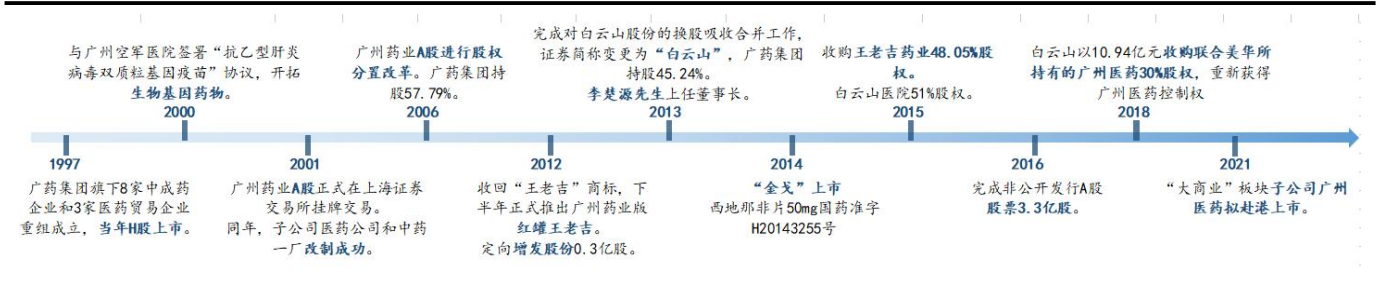 与广州空军医院签署“抗乙型肝炎
病毒双质粒基因疫苗”协议，开拓
生物基因药物。
2000
广州药业A股进行股权
分置改革。广药集团持
股57.79%。
2006
完成对白云山股份的换股吸收合并工作，
证券简称变更为“白云山”，广药集团
持股45.24%。
李楚源先生上任董事长。
2013
收购王老吉药业48.05%股
权。
白云山医院51%股权。
2015
白云山以10.94亿元收购联合美华所
持有的广州医药30%股权，重新获得
广州医药控制权
2018
1997
广药集团旗下8家中成药
企业和3家医药贸易企业
重组成立，当年H股上市。
2001
广州药业A股正式在上海证券
交易所挂牌交易。
同年，子公司医药公司和中药
一厂改制成功。
2012
收回“王老吉”商标，下
半年正式推出广州药业版
红罐王老吉。
定向增发股份0.3亿股。
2014
“金戈”上市
西地那非片50mg国药准字
H20143255号
2016
完成非公开发行A股
股票3.3亿股。
2021
“大商业”板块子公司广州
医药拟赴港上市。